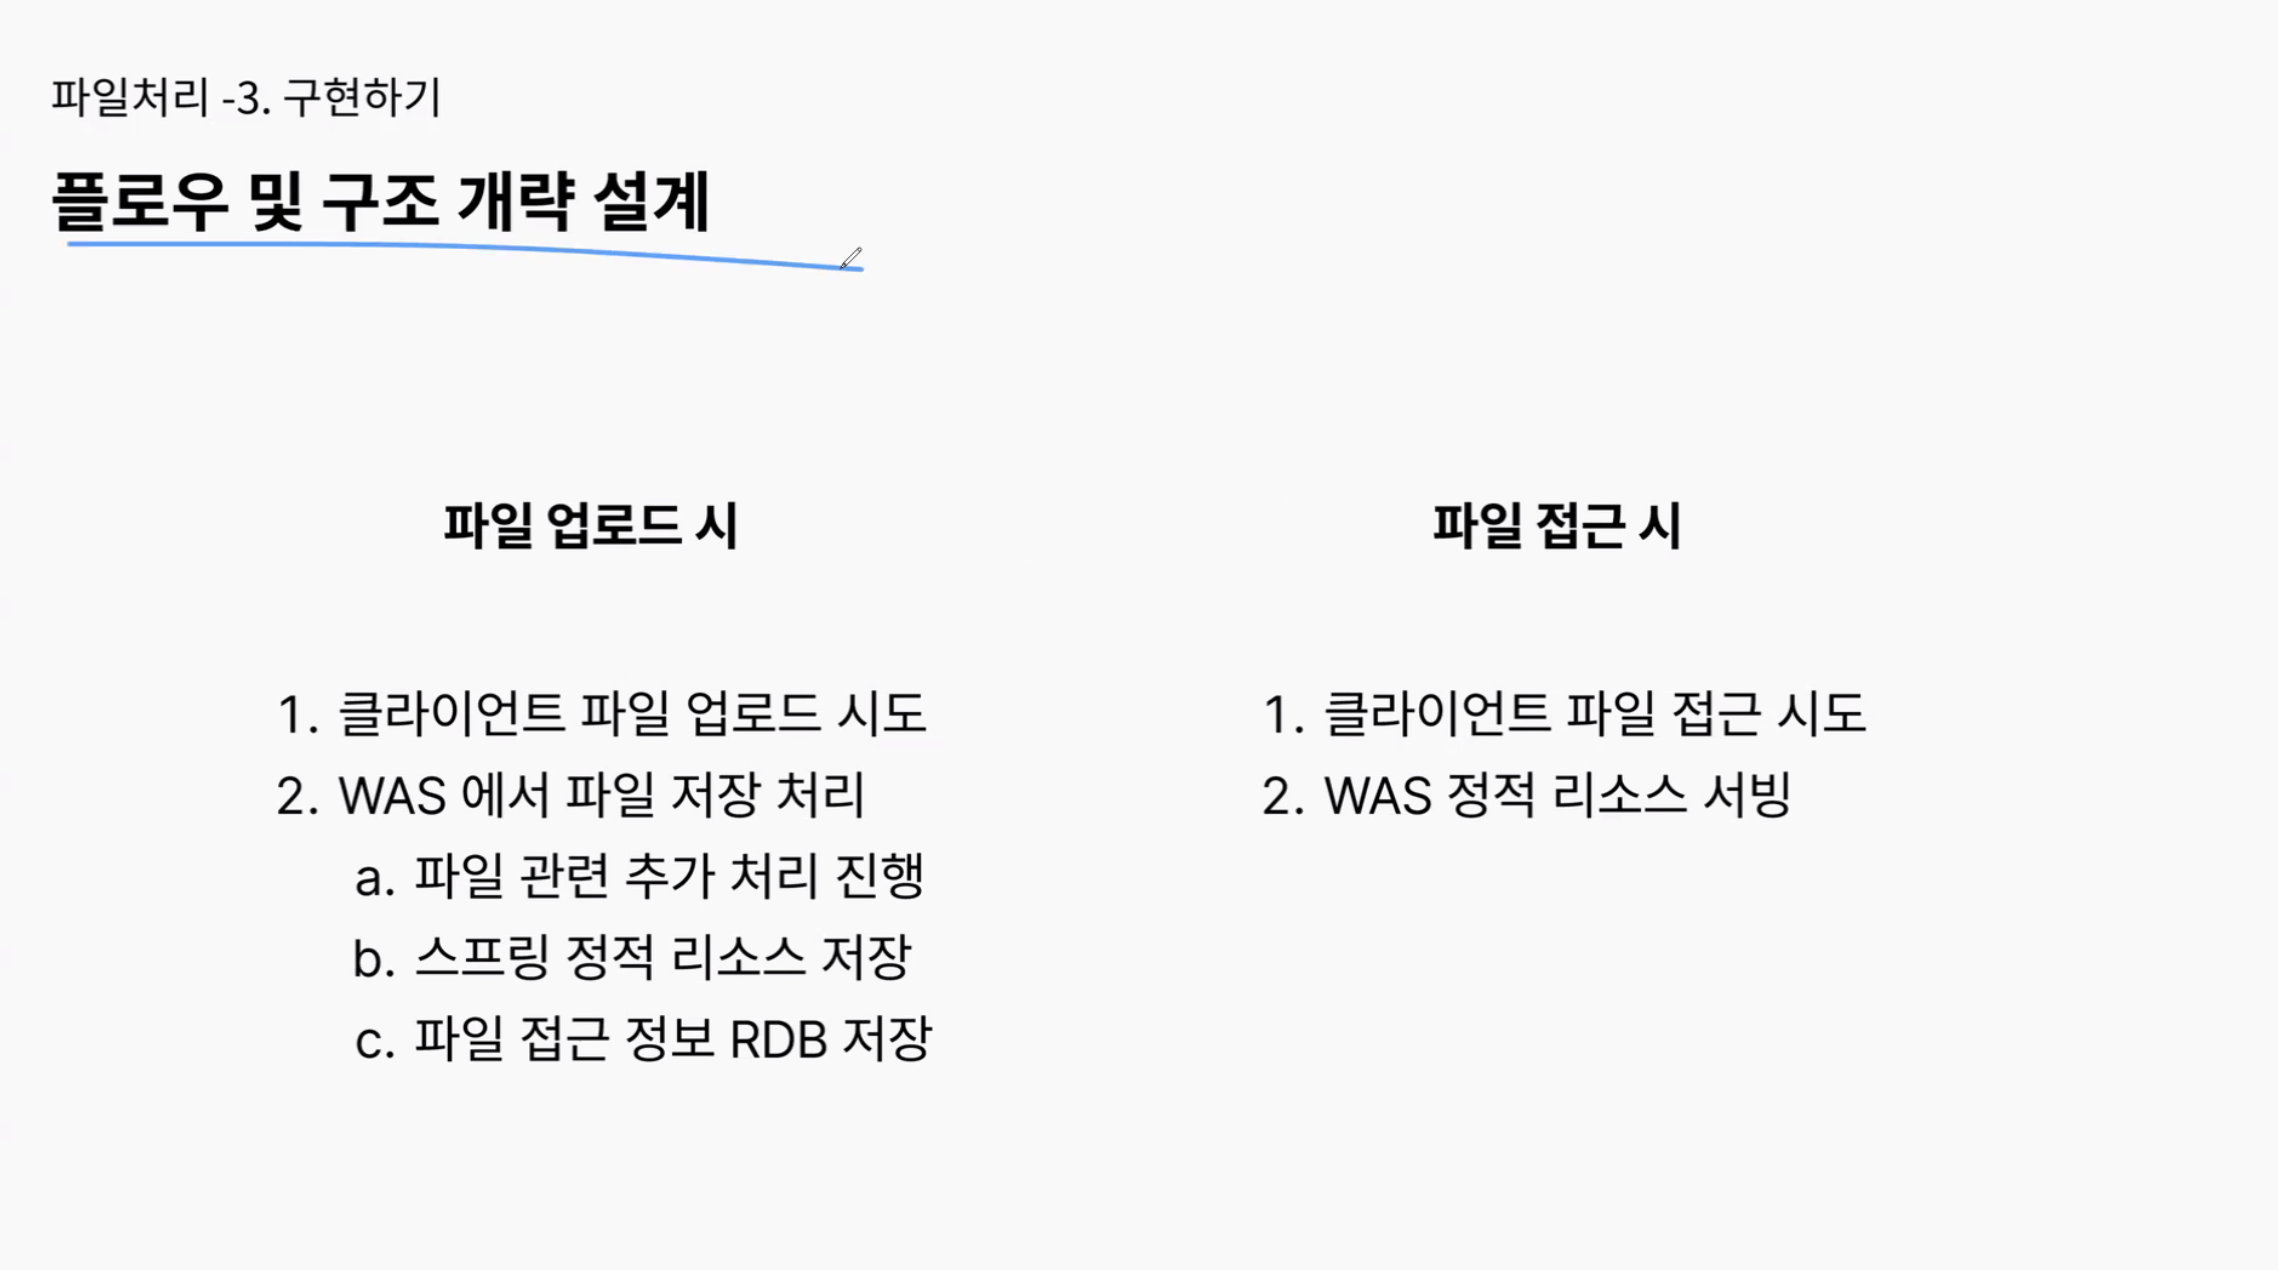 파일처리 -3. 구현하기
플로우 및 구조 개략 설계
파일 업로드 시
1. 클라이언트 파일 업로드 시도
2. WAS 에서 파일 저장 처리
a. 파일 관련 추가 처리 진행
b. 스프링 정적 리소스 저장
c. 파일 접근 정보 RDB 저장
파일 접근 시
1. 클라이언트 파일 접근 시도
2. WAS 정적 리소스 서빙